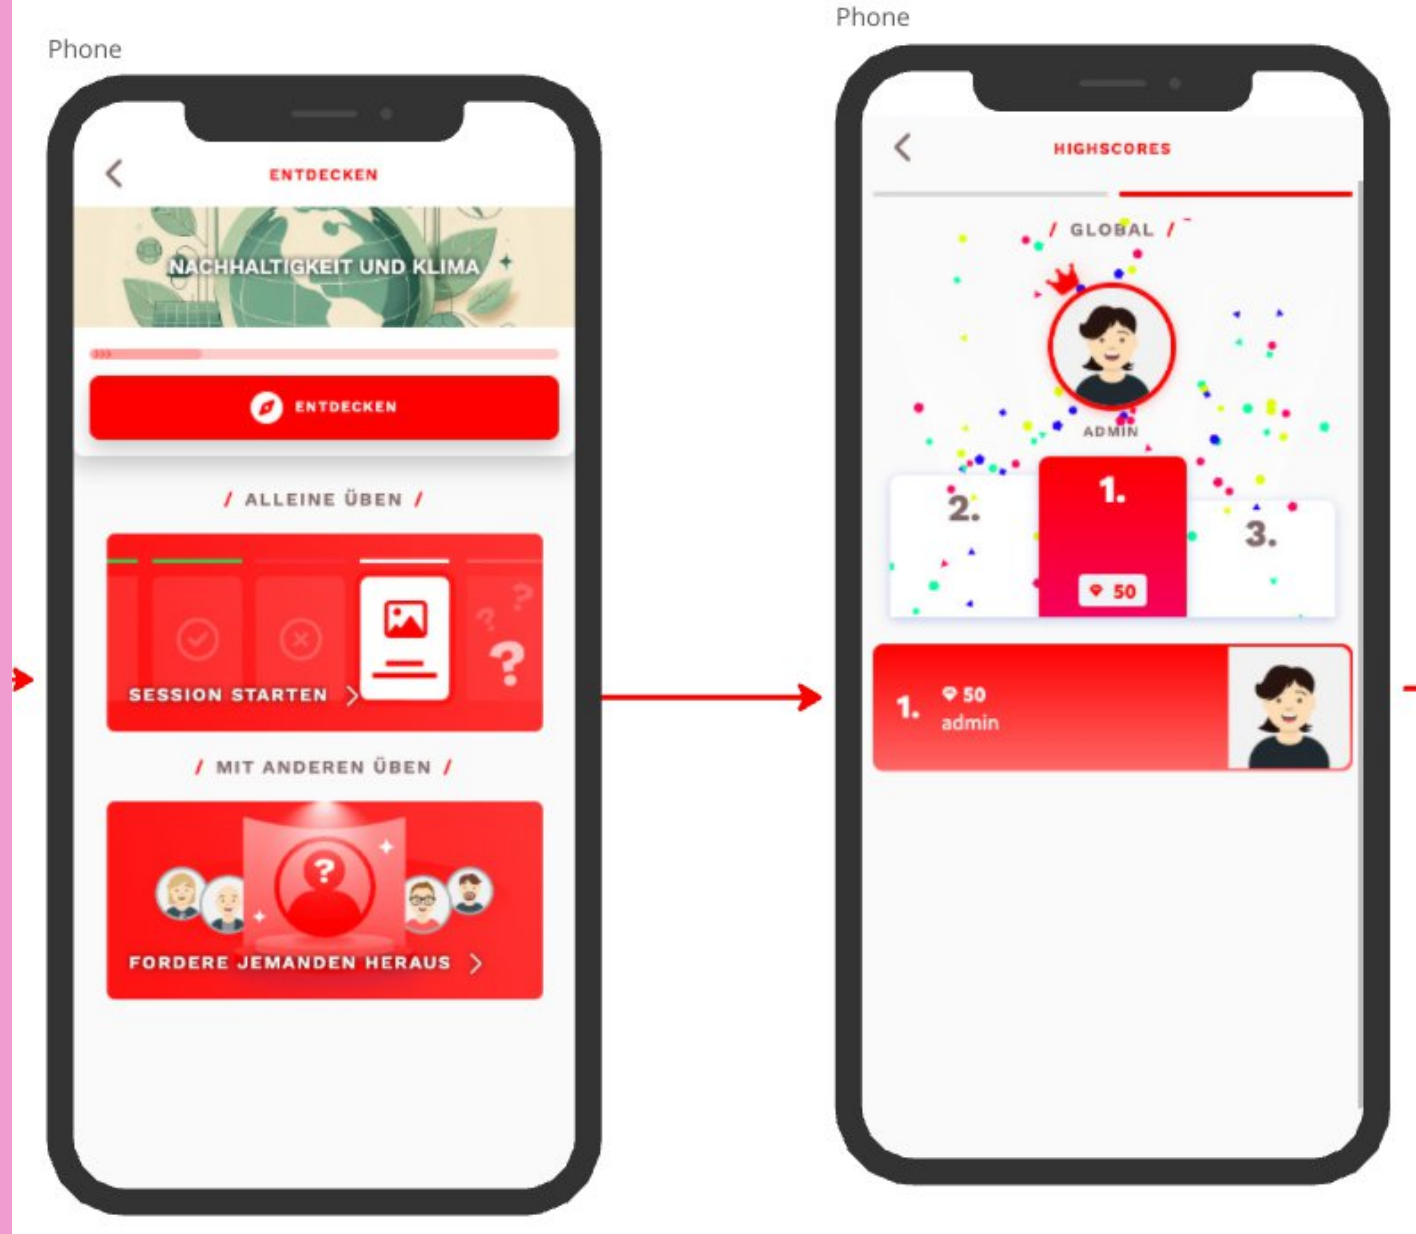 Phone
ENTDECKEN
NACHHALTIGKEIT UND KLIMA
ENTDECKEN
/ ALLEINE ÜBEN /
? ? ?
SESSION STARTEN >
/ MIT ANDEREN ÜBEN /
?
FORDERE JEMANDEN HERAUS >
Phone
HIGHSCORES
/ GLOBAL /
ADMIN
1.
2.
3.
50
1.
50
admin